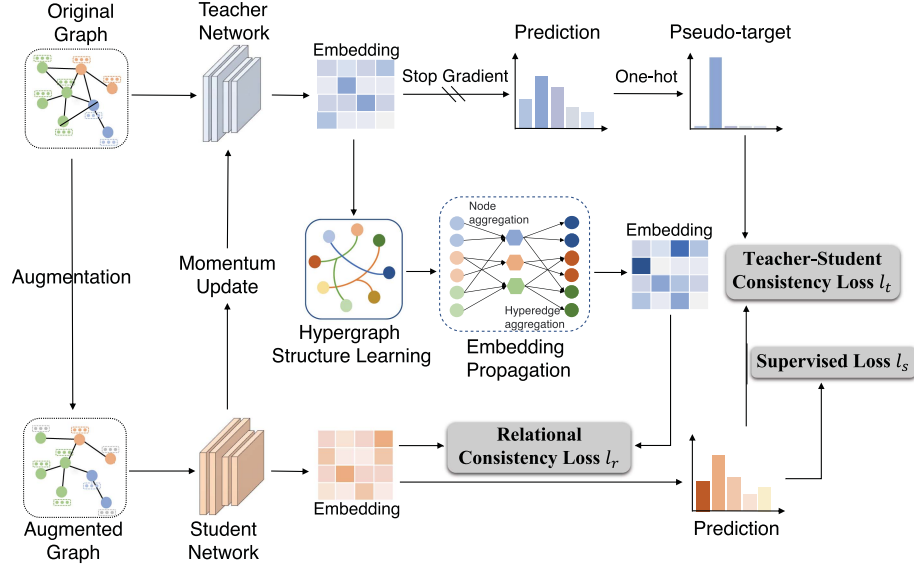 Original
Graph
Teacher
Network
Embedding
Stop Gradient
Prediction
One-hot
Pseudo-target
Augmentation
Momentum
Update
Hypergraph
Structure Learning
Node
aggregation
Hyperedge
aggregation
Embedding
Propagation
Embedding
Teacher-Student
Consistency Loss l_t
Supervised Loss l_s
Relational
Consistency Loss l_r
Augmented
Graph
Student
Network
Embedding
Prediction